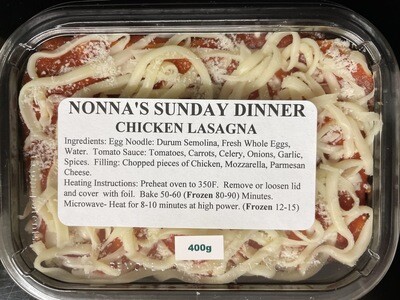 NONNA'S SUNDAY DINNER
CHICKEN LASAGNA
Ingredients: Egg Noodle: Durum Semolina, Fresh Whole Eggs,
Water. Tomato Sauce: Tomatoes, Carrots, Celery, Onions, Garlic,
Spices. Filling: Chopped pieces of Chicken, Mozzarella, Parmesan
Cheese.
Heating Instructions: Preheat oven to 350F. Remove or loosen lid
and cover with foil. Bake 50-60 (Frozen 80-90) Minutes.
Microwave- Heat for 8-10 minutes at high power. (Frozen 12-15)
400g